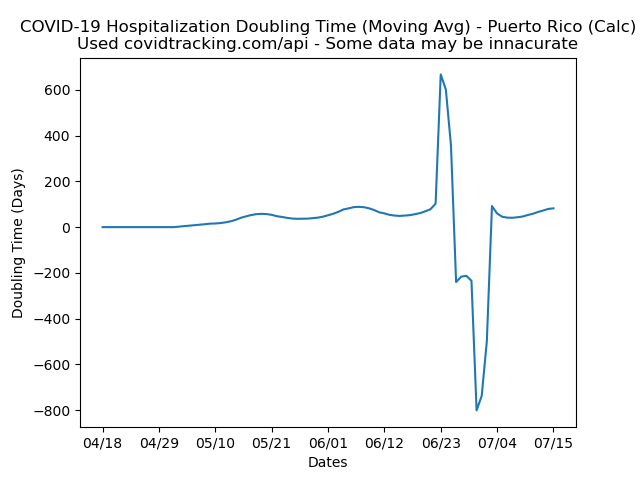 COVID-19 Hospitalization Doubling Time (Moving Avg) - Puerto Rico (Calc)
Used covidtracking.com/api - Some data may be innacurate
Doubling Time (Days)
600
400
200
0
−200
−400
−600
−800
04/18 04/29 05/10 05/21 06/01 06/12 06/23 07/04 07/15
Dates